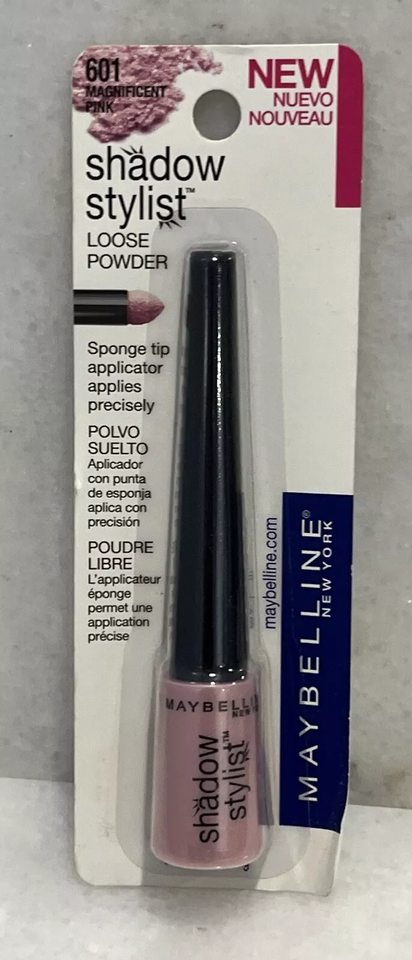 601
MAGNIFICENT
PINK
NEW
NUEVO
NOUVEAU
shadow
stylist™
LOOSE
POWDER
Sponge tip
applicator
applies
precisely
POLVO
SUELTO
Aplicador
con punta
de esponja
aplica con
precisión
POUDRE
LIBRE
L'applicateur
éponge
permet une
application
précise
maybelline.com
MAYBELLINE®
NEW YORK
MAYBELLIN
NEW
shadow
stylist™